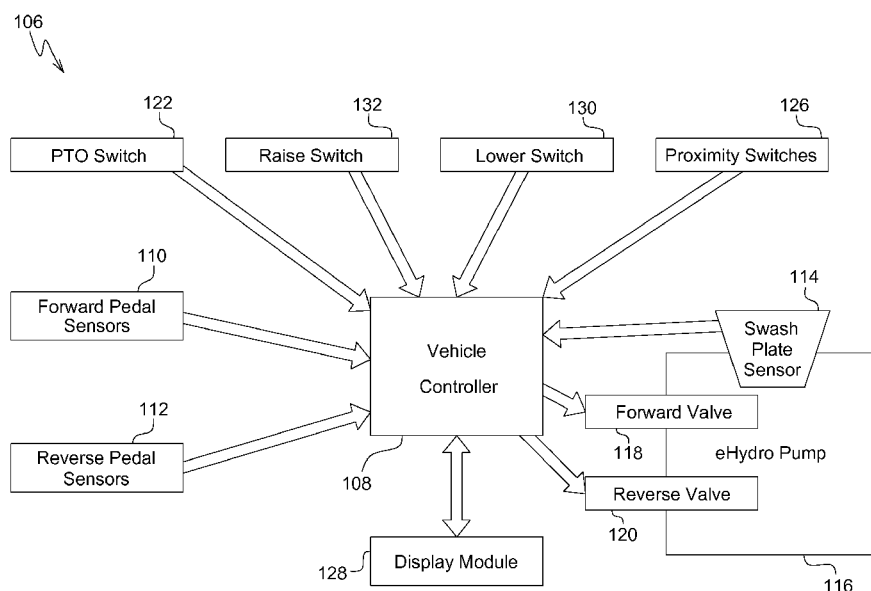 106
122
132
130
126
PTO Switch
Raise Switch
Lower Switch
Proximity Switches
110
114
Forward Pedal
Sensors
Swash
Plate
Sensor
Vehicle
Controller
Forward Valve
118
112
Reverse Pedal
Sensors
108
eHydro Pump
Reverse Valve
120
Display Module
128
116